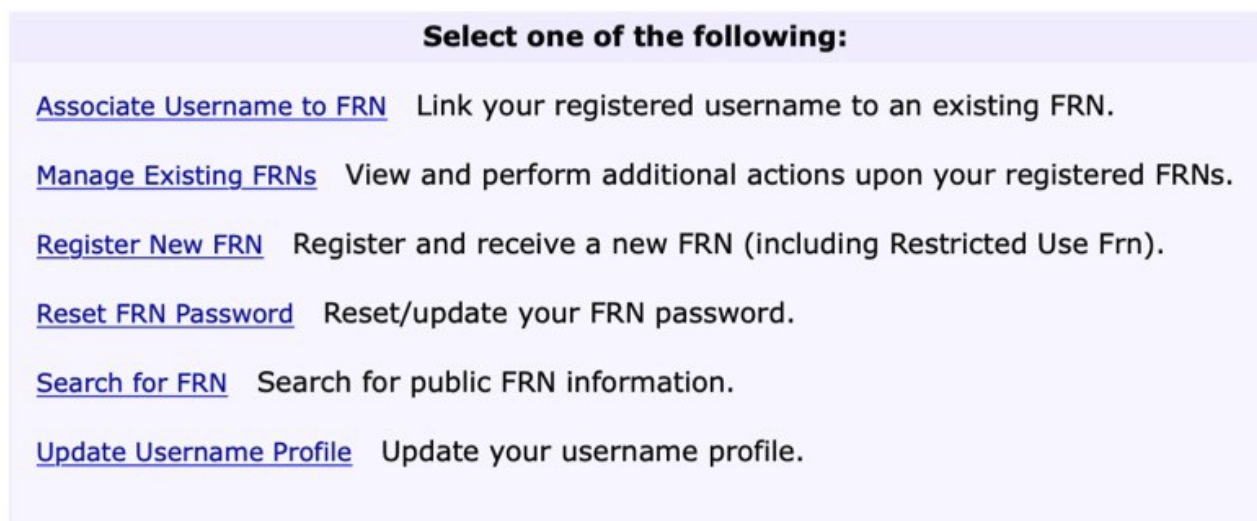 Select one of the following:
Associate Username to FRN Link your registered username to an existing FRN.
Manage Existing FRNs View and perform additional actions upon your registered FRNs.
Register New FRN Register and receive a new FRN (including Restricted Use Frn).
Reset FRN Password Reset/update your FRN password.
Search for FRN Search for public FRN information.
Update Username Profile Update your username profile.